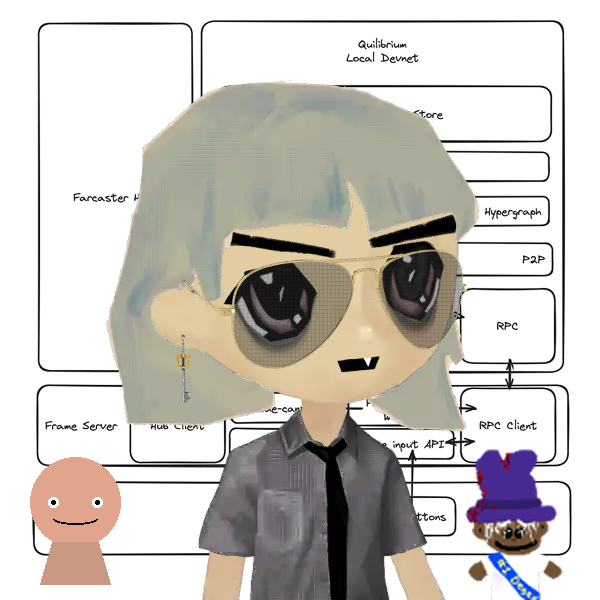 Quilibrium
Local Devnet
Store
Farcaster H
Hypergraph
P2P
RPC
Frame Server
Hub Client
RPC Client
e input API
ttons